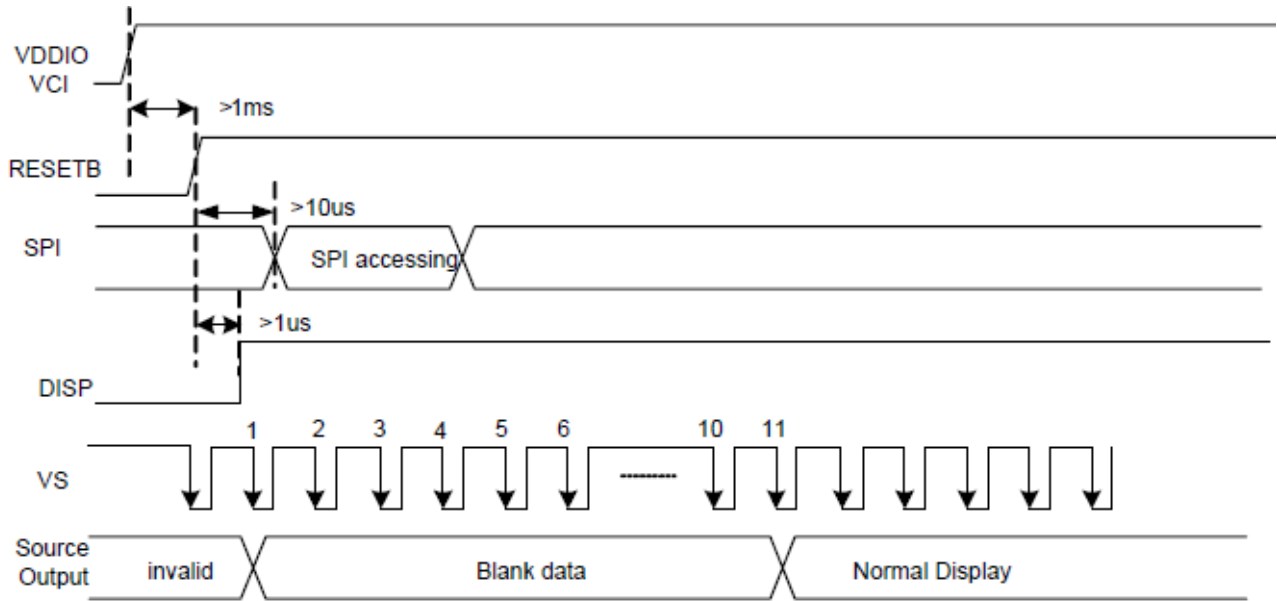 VDDIO
VCI
>1ms
RESETB
>10us
SPI
SPI accessing
>1us
DISP
1 2 3 4 5 6 10 11
VS
Source
Output
invalid
Blank data
Normal Display